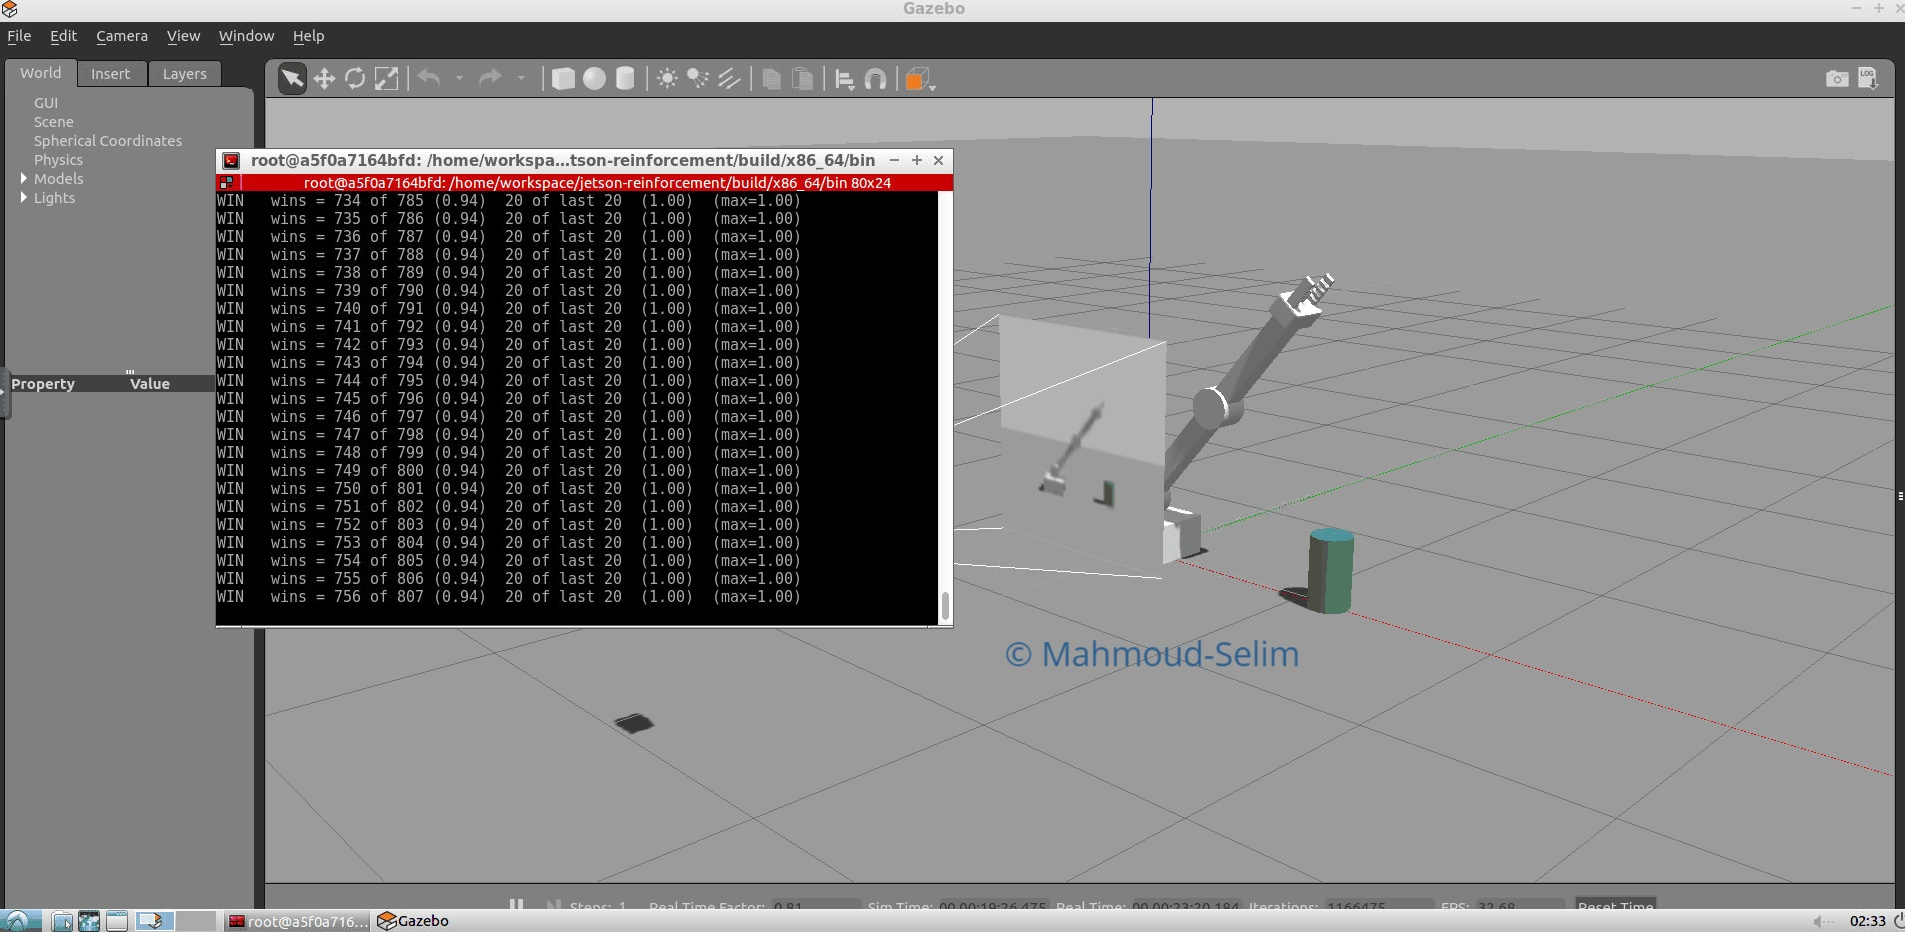 Gazebo
File Edit Camera View Window Help
World Insert Layers
GUI
Scene
Spherical Coordinates
Physics
Models
Lights
Property Value
root@a5f0a7164bfd: /home/workspa...tson-reinforcement/build/x86_64/bin
root@a5f0a7164bfd: /home/workspace/jetson-reinforcement/build/x86_64/bin 80x24
WIN wins = 734 of 785 (0.94) 20 of last 20 (1.00) (max=1.00)
WIN wins = 735 of 786 (0.94) 20 of last 20 (1.00) (max=1.00)
WIN wins = 736 of 787 (0.94) 20 of last 20 (1.00) (max=1.00)
WIN wins = 737 of 788 (0.94) 20 of last 20 (1.00) (max=1.00)
WIN wins = 738 of 789 (0.94) 20 of last 20 (1.00) (max=1.00)
WIN wins = 739 of 790 (0.94) 20 of last 20 (1.00) (max=1.00)
WIN wins = 740 of 791 (0.94) 20 of last 20 (1.00) (max=1.00)
WIN wins = 741 of 792 (0.94) 20 of last 20 (1.00) (max=1.00)
WIN wins = 742 of 793 (0.94) 20 of last 20 (1.00) (max=1.00)
WIN wins = 743 of 794 (0.94) 20 of last 20 (1.00) (max=1.00)
WIN wins = 744 of 795 (0.94) 20 of last 20 (1.00) (max=1.00)
WIN wins = 745 of 796 (0.94) 20 of last 20 (1.00) (max=1.00)
WIN wins = 746 of 797 (0.94) 20 of last 20 (1.00) (max=1.00)
WIN wins = 747 of 798 (0.94) 20 of last 20 (1.00) (max=1.00)
WIN wins = 748 of 799 (0.94) 20 of last 20 (1.00) (max=1.00)
WIN wins = 749 of 800 (0.94) 20 of last 20 (1.00) (max=1.00)
WIN wins = 750 of 801 (0.94) 20 of last 20 (1.00) (max=1.00)
WIN wins = 751 of 802 (0.94) 20 of last 20 (1.00) (max=1.00)
WIN wins = 752 of 803 (0.94) 20 of last 20 (1.00) (max=1.00)
WIN wins = 753 of 804 (0.94) 20 of last 20 (1.00) (max=1.00)
WIN wins = 754 of 805 (0.94) 20 of last 20 (1.00) (max=1.00)
WIN wins = 755 of 806 (0.94) 20 of last 20 (1.00) (max=1.00)
WIN wins = 756 of 807 (0.94) 20 of last 20 (1.00) (max=1.00)
LOG
© Mahmoud-Selim
Steps: 1 Real Time Factor: 0.81 Sim Time: 00 00:19:26.475 Real Time: 00 00:23:20.184 Iterations: 1166475 FPS: 32.68 Reset Time
root@a5f0a716... Gazebo 02:33